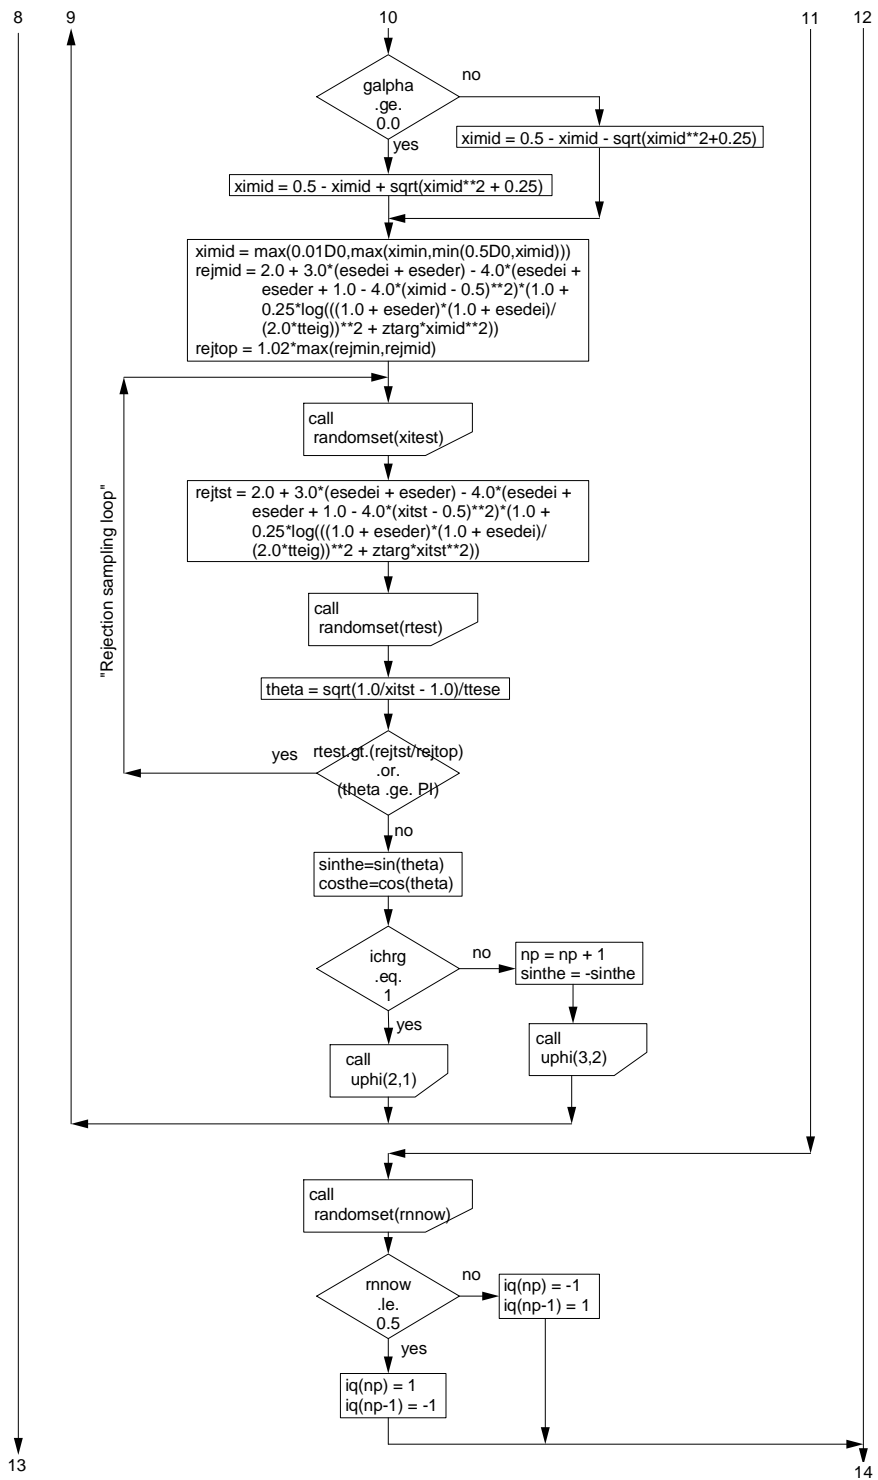 8
9
10
11
12
galpha
.ge.
0.0
no
yes
ximid = 0.5 - ximid - sqrt(ximid**2+0.25)
ximid = 0.5 - ximid + sqrt(ximid**2 + 0.25)
ximid = max(0.01D0,max(ximin,min(0.5D0,ximid)))
rejmid = 2.0 + 3.0*(esedei + eseder) - 4.0*(esedei +
eseder + 1.0 - 4.0*(ximid - 0.5)**2)*(1.0 +
0.25*log(((1.0 + eseder)*(1.0 + esedei)/
(2.0*tteig))**2 + ztarg*ximid**2))
rejtop = 1.02*max(rejmin,rejmid)
"Rejection sampling loop"
call
randomset(xitest)
rejtst = 2.0 + 3.0*(esedei + eseder) - 4.0*(esedei +
eseder + 1.0 - 4.0*(xitst - 0.5)**2)*(1.0 +
0.25*log(((1.0 + eseder)*(1.0 + esedei)/
(2.0*tteig))**2 + ztarg*xitst**2))
call
randomset(rtest)
theta = sqrt(1.0/xitst - 1.0)/ttese
yes
rtest.gt.(rejtst/rejtop)
.or.
(theta .ge. PI)
no
sinthe=sin(theta)
costhe=cos(theta)
ichrg
.eq.
1
no
yes
np = np + 1
sinthe = -sinthe
call
uphi(2,1)
call
uphi(3,2)
call
randomset(rnnow)
rnnow
.le.
0.5
no
yes
iq(np) = -1
iq(np-1) = 1
iq(np) = 1
iq(np-1) = -1
13
14